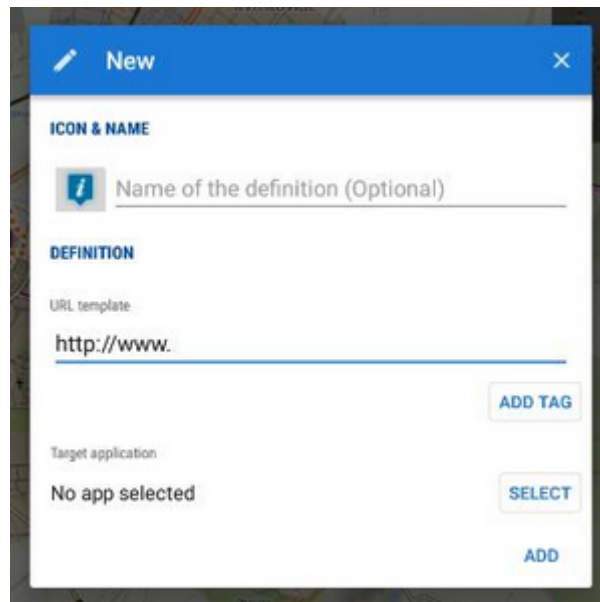 New
ICON & NAME
Name of the definition (Optional)
DEFINITION
URL template
http://www.
ADD TAG
Target application
No app selected
SELECT
ADD